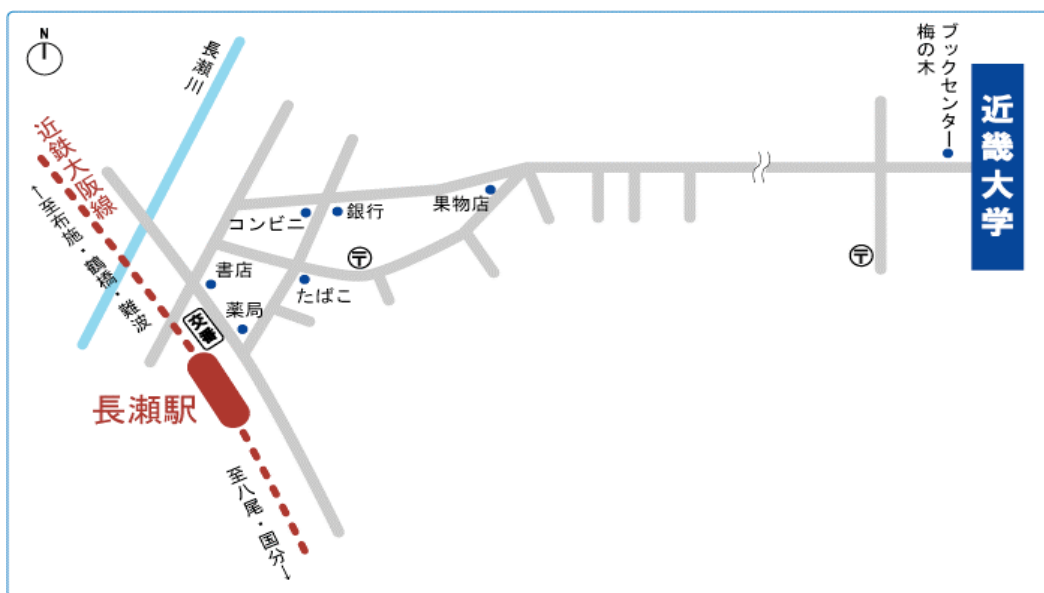 N
長瀬川
近鉄大阪線
←至布施・鶴橋・難波
ブックセンター
梅の木
近畿大学
コンビニ
銀行
果物店
〒
〒
書店
たばこ
薬局
交番
長瀬駅
至八尾・国分→